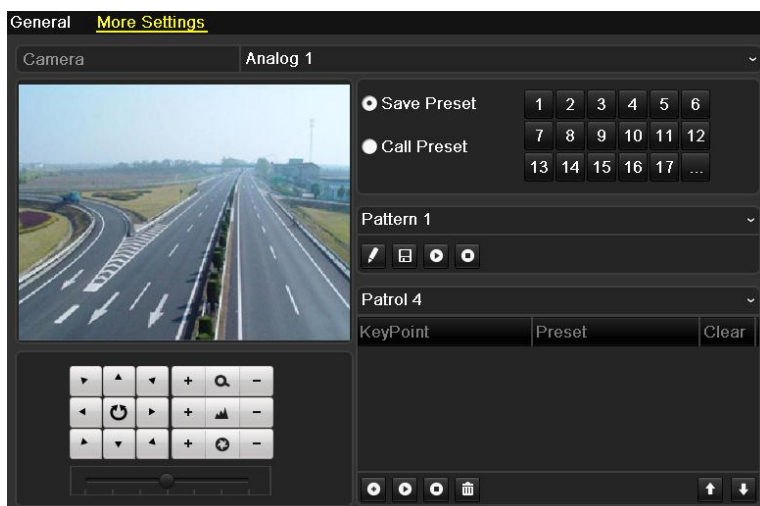 General More Settings
Camera Analog 1
Save Preset 1 2 3 4 5 6
Call Preset 7 8 9 10 11 12
13 14 15 16 17 ...
Pattern 1
Patrol 4
KeyPoint Preset Clear